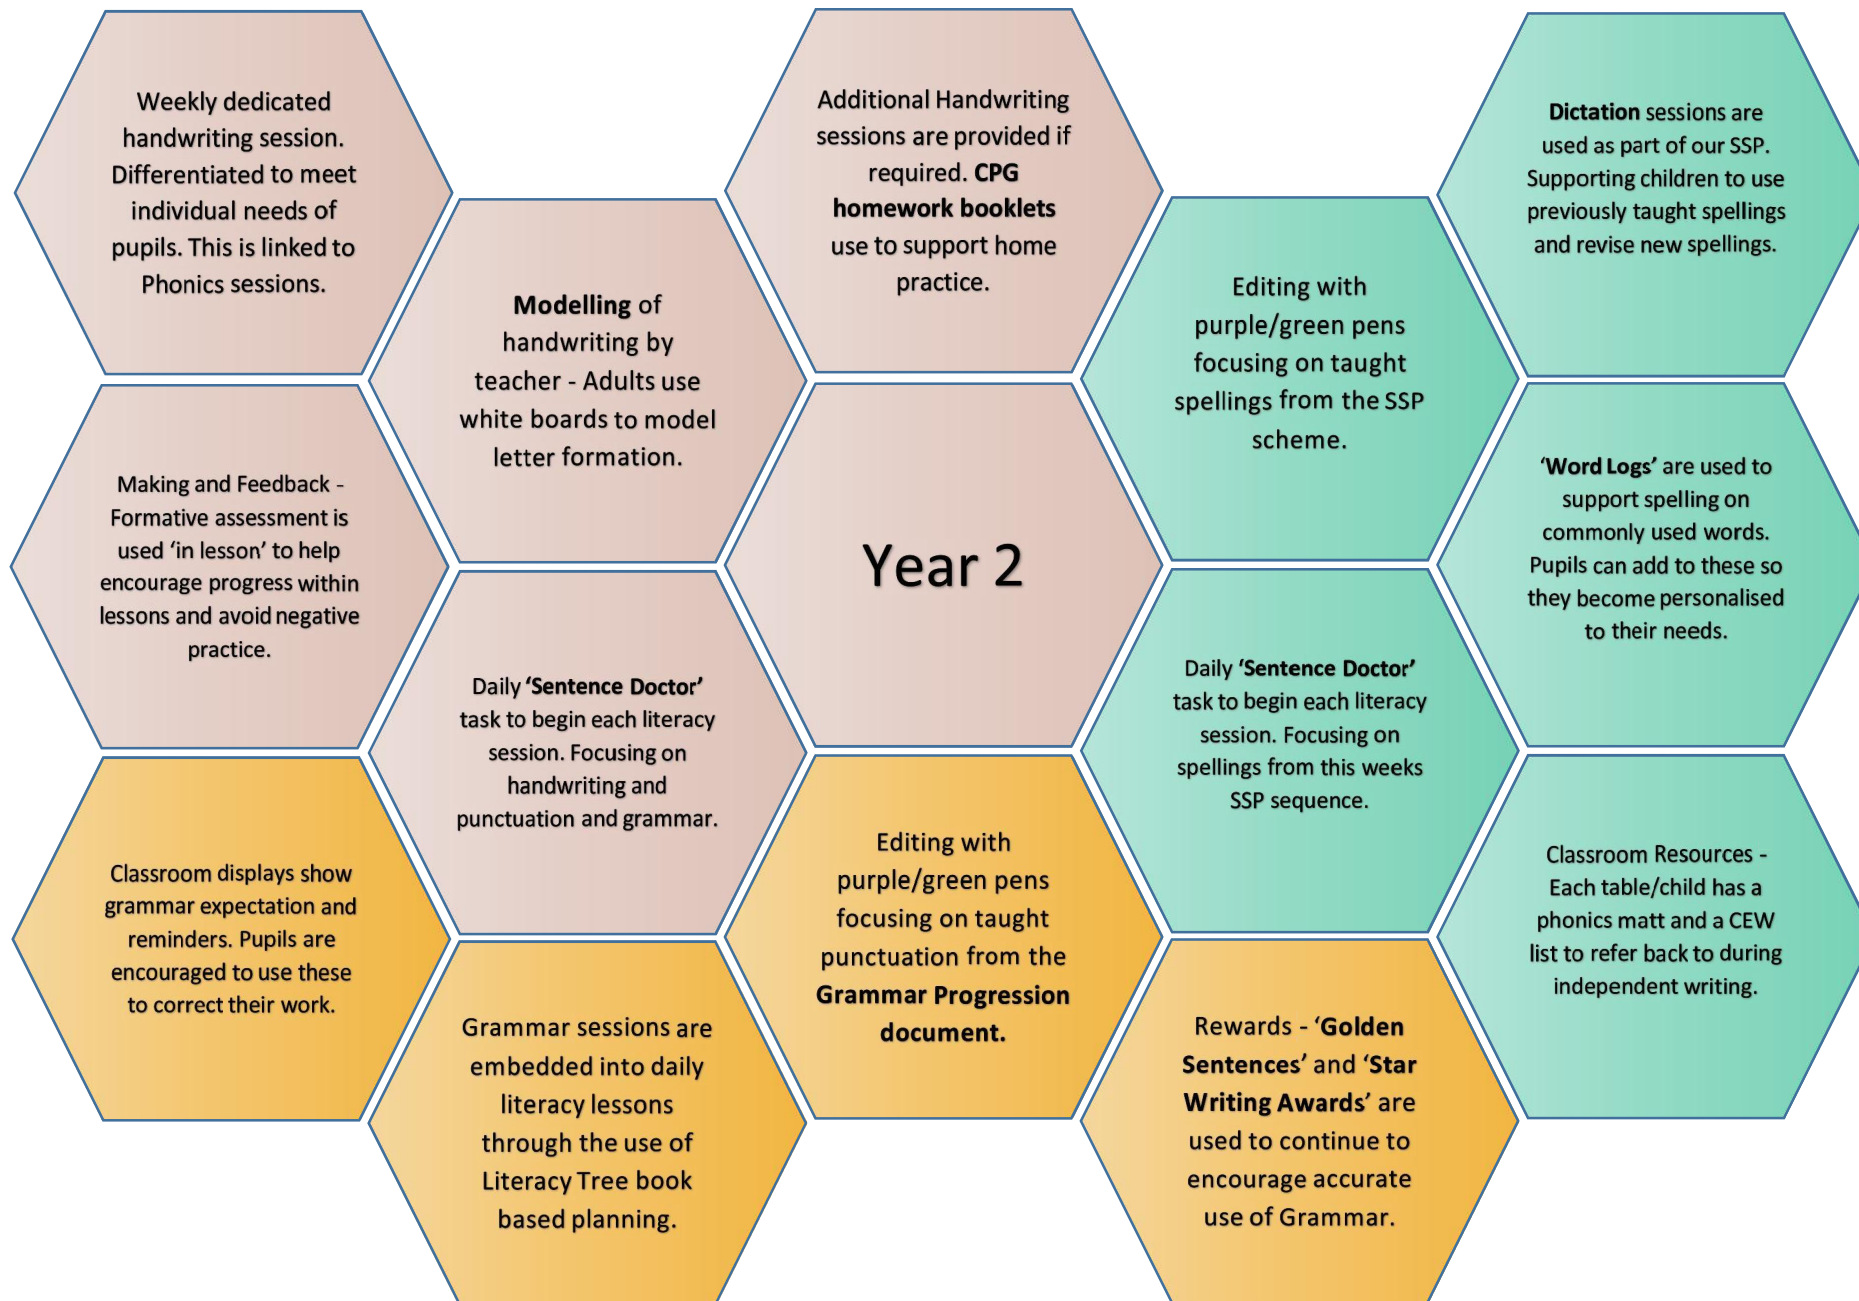 Weekly dedicated
handwriting session.
Differentiated to meet
individual needs of
pupils. This is linked to
Phonics sessions.
Additional Handwriting
sessions are provided if
required. CPG
homework booklets
use to support home
practice.
Dictation sessions are
used as part of our SSP.
Supporting children to use
previously taught spellings
and revise new spellings.
Modelling of
handwriting by
teacher - Adults use
white boards to model
letter formation.
Editing with
purple/green pens
focusing on taught
spellings from the SSP
scheme.
Making and Feedback -
Formative assessment is
used ‘in lesson’ to help
encourage progress within
lessons and avoid negative
practice.
Year 2
‘Word Logs’ are used to
support spelling on
commonly used words.
Pupils can add to these so
they become personalised
to their needs.
Daily ‘Sentence Doctor’
task to begin each literacy
session. Focusing on
handwriting and
punctuation and grammar.
Daily ‘Sentence Doctor’
task to begin each literacy
session. Focusing on
spellings from this weeks
SSP sequence.
Classroom displays show
grammar expectation and
reminders. Pupils are
encouraged to use these
to correct their work.
Editing with
purple/green pens
focusing on taught
punctuation from the
Grammar Progression
document.
Classroom Resources -
Each table/child has a
phonics matt and a CEW
list to refer back to during
independent writing.
Grammar sessions are
embedded into daily
literacy lessons
through the use of
Literacy Tree book
based planning.
Rewards - ‘Golden
Sentences’ and ‘Star
Writing Awards’ are
used to continue to
encourage accurate
use of Grammar.